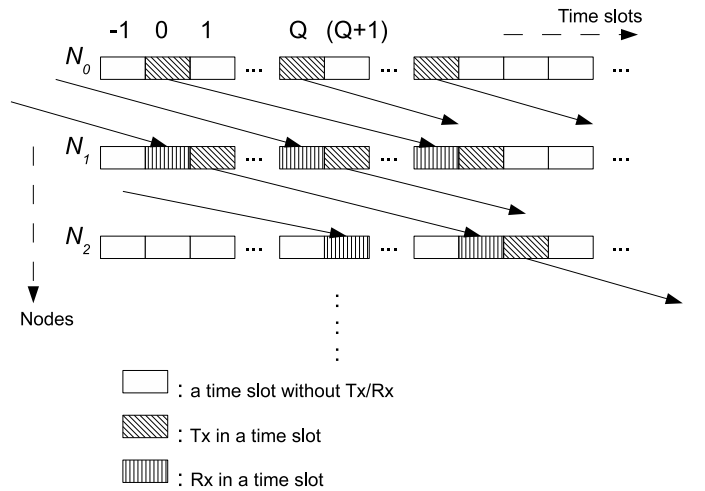 Time slots
-1 0 1 Q (Q+1)
N0 ... ... ...
N1 ... ... ...
N2 ... ... ...
Nodes
: a time slot without Tx/Rx
: Tx in a time slot
: Rx in a time slot